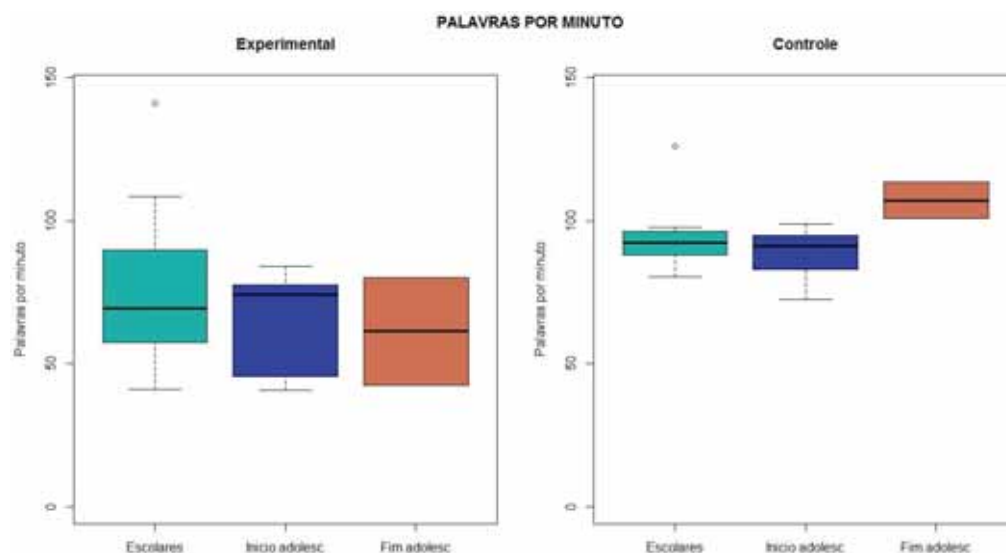 PALAVRAS POR MINUTO
Experimental
Palavras por minuto
150
100
50
0
Escolares
Inicio adolesc
Fim adolesc
Controle
Palavras por minuto
150
100
50
0
Escolares
Inicio adolesc
Fim adolesc